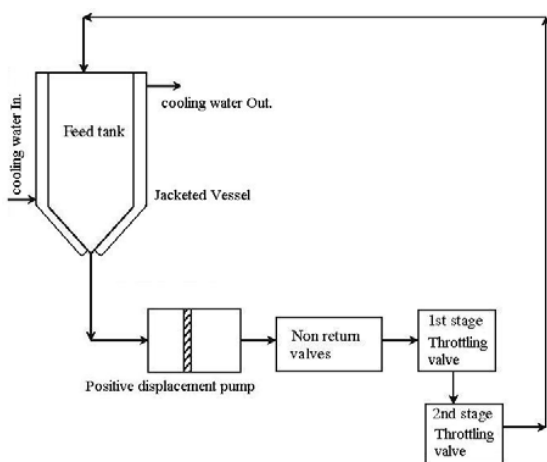 cooling water In.
Feed tank
cooling water Out.
Jacketed Vessel
Positive displacement pump
Non return
valves
1st stage
Throttling
valve
2nd stage
Throttling
valve